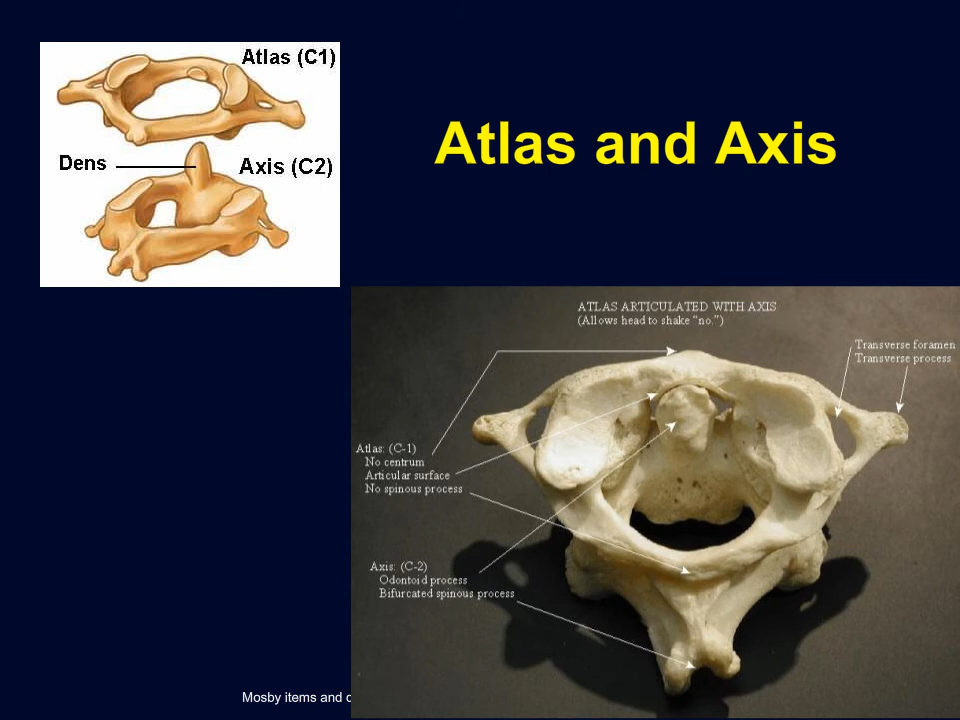 Atlas (C1)
Dens
Axis (C2)
Atlas and Axis
ATLAS ARTICULATED WITH AXIS
(Allows head to shake “no.”)
Transverse foramen
Transverse process
Atlas: (C-1)
No centrum
Articular surface
No spinous process
Axis: (C-2)
Odontoid process
Bifurcated spinous process
Mosby items and